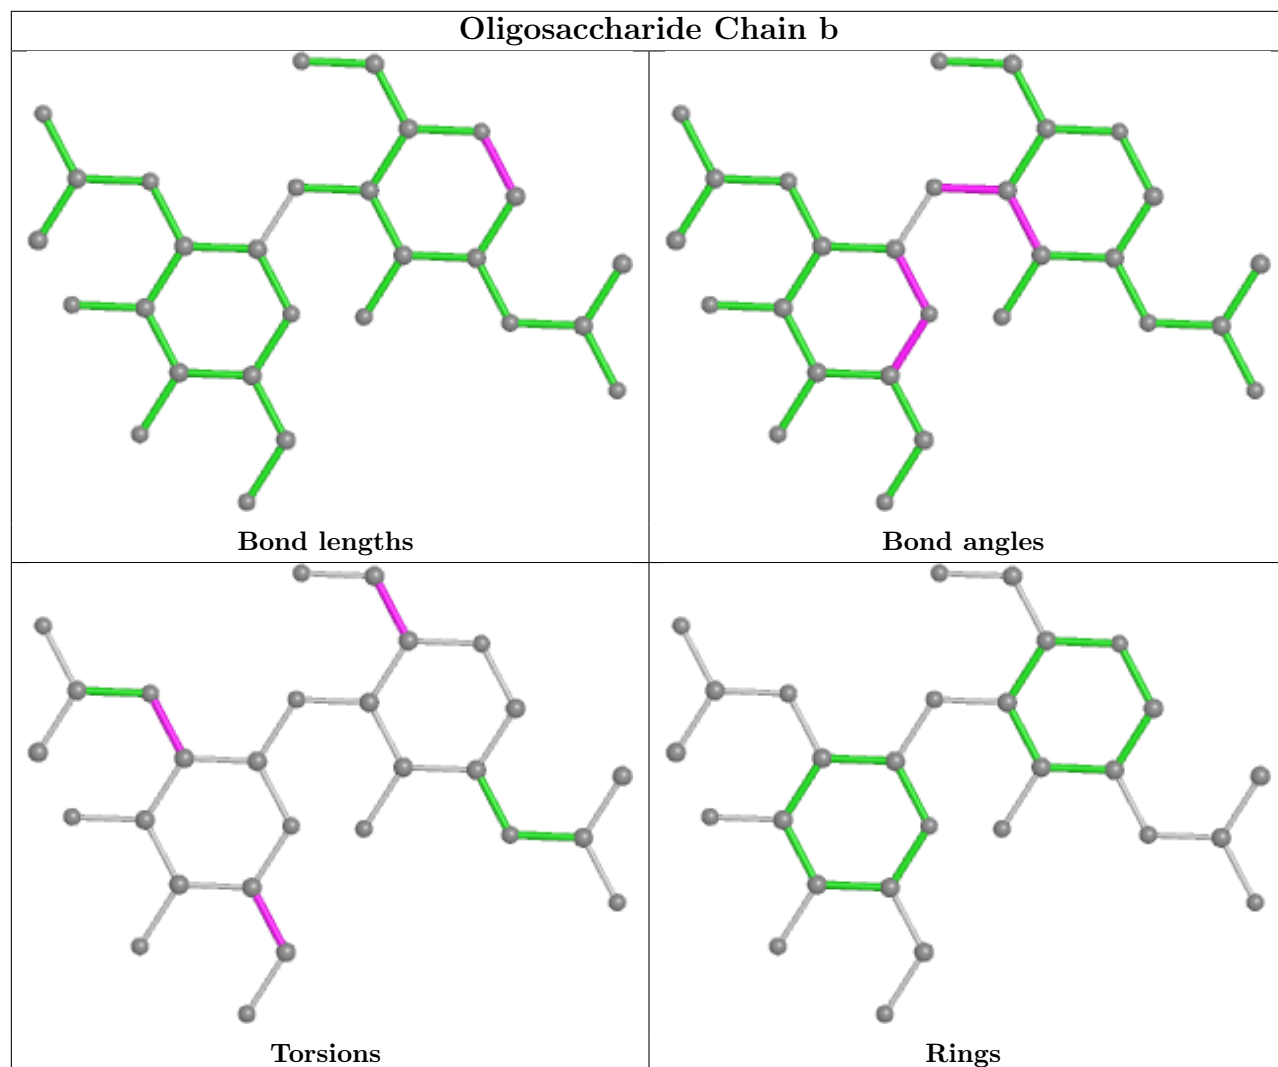 Oligosaccharide Chain b
Bond lengths
Bond angles
Torsions
Rings